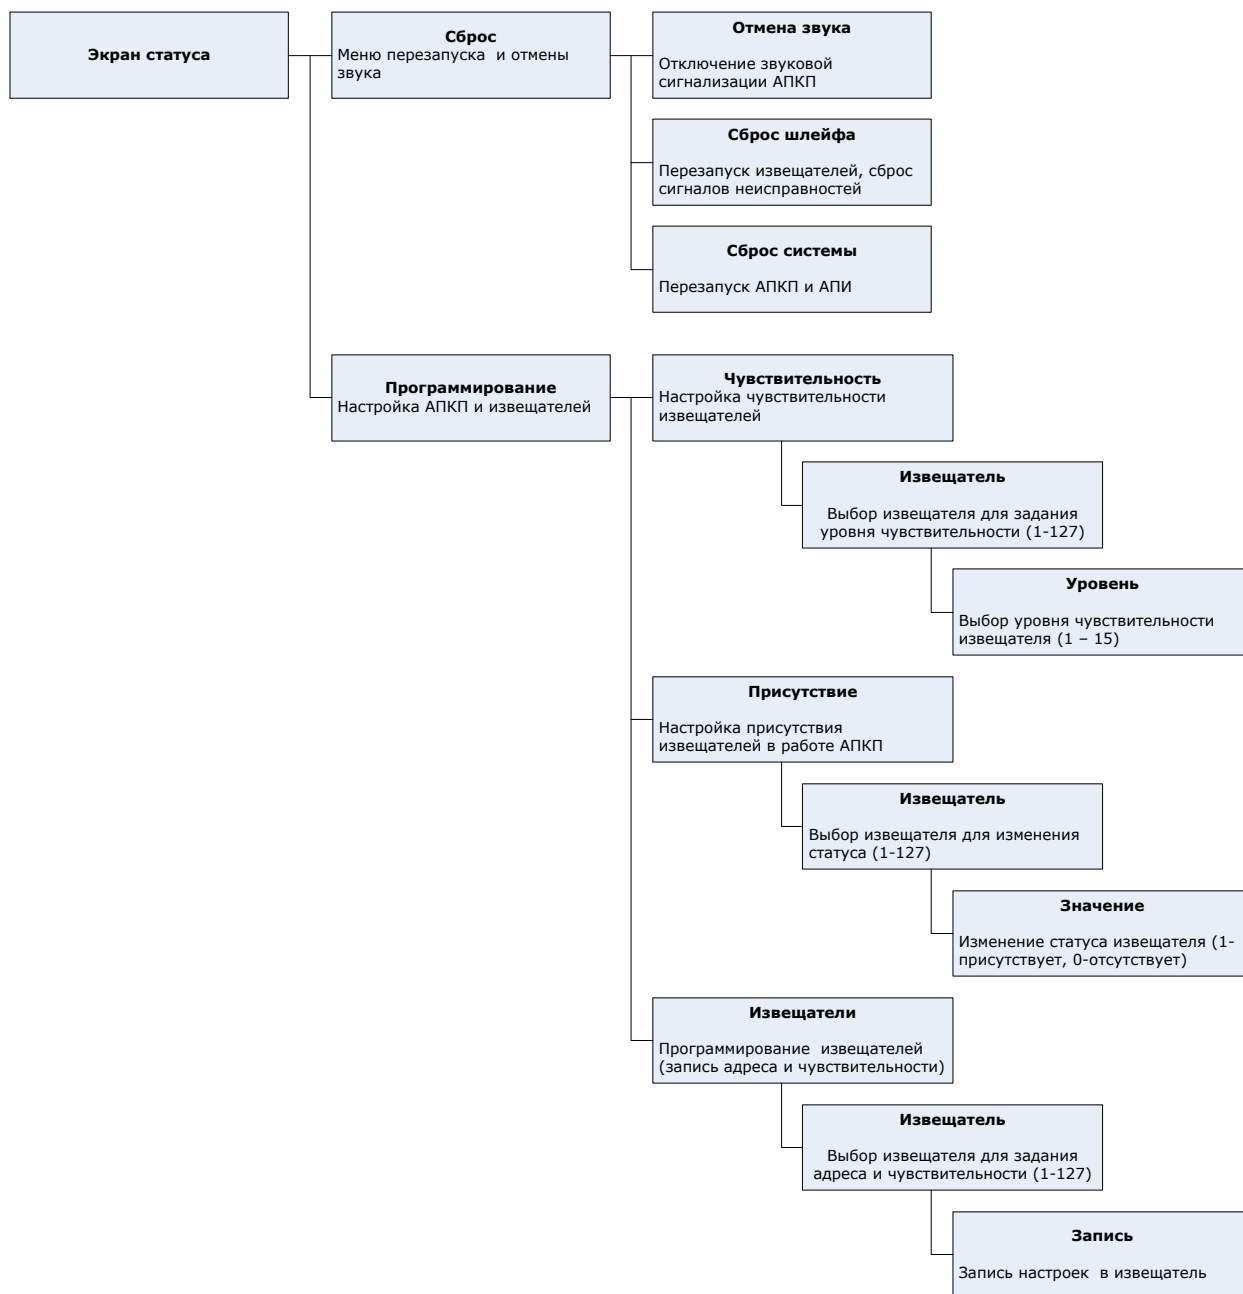 Экран статуса
Сброс
Меню перезапуска и отмены
звука
Отмена звука
Отключение звуковой
сигнализации АПКП
Сброс шлейфа
Перезапуск извещателей, сброс
сигналов неисправностей
Сброс системы
Перезапуск АПКП и АПИ
Программирование
Настройка АПКП и извещателей
Чувствительность
Настройка чувствительности
извещателей
Извещатель
Выбор извещателя для задания
уровня чувствительности (1-127)
Уровень
Выбор уровня чувствительности
извещателя (1 – 15)
Присутствие
Настройка присутствия
извещателей в работе АПКП
Извещатель
Выбор извещателя для изменения
статуса (1-127)
Значение
Изменение статуса извещателя (1-
присутствует, 0-отсутствует)
Извещатели
Программирование извещателей
(запись адреса и чувствительности)
Извещатель
Выбор извещателя для задания
адреса и чувствительности (1-127)
Запись
Запись настроек в извещатель